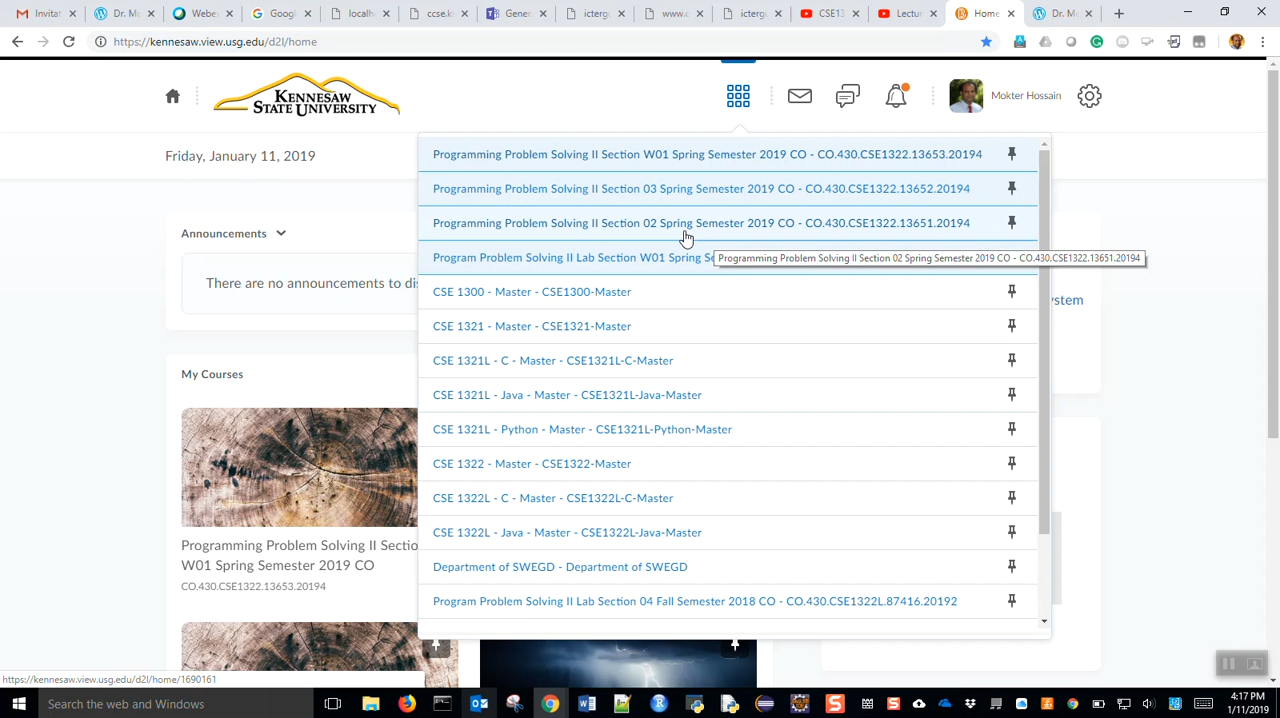 Invitat
Dr. M
Webe
Googl
localh
ccse.k
Gener
icterg
www.c
icterg
CSE13
Lectur
Home
Dr. M
https://kennesaw.view.usg.edu/d2l/home
KENNESAW
STATE UNIVERSITY
Mokter Hossain
Friday, January 11, 2019
Announcements
There are no announcements to dis
My Courses
Programming Problem Solving II Sectio
W01 Spring Semester 2019 CO
CO.430.CSE1322.13653.20194
Programming Problem Solving II Section W01 Spring Semester 2019 CO - CO.430.CSE1322.13653.20194
Programming Problem Solving II Section 03 Spring Semester 2019 CO - CO.430.CSE1322.13652.20194
Programming Problem Solving II Section 02 Spring Semester 2019 CO - CO.430.CSE1322.13651.20194
Program Problem Solving II Lab Section W01 Spring Se
Programming Problem Solving II Section 02 Spring Semester 2019 CO - CO.430.CSE1322.13651.20194
CSE 1300 - Master - CSE1300-Master
ystem
CSE 1321 - Master - CSE1321-Master
CSE 1321L - C - Master - CSE1321L-C-Master
CSE 1321L - Java - Master - CSE1321L-Java-Master
CSE 1321L - Python - Master - CSE1321L-Python-Master
CSE 1322 - Master - CSE1322-Master
CSE 1322L - C - Master - CSE1322L-C-Master
CSE 1322L - Java - Master - CSE1322L-Java-Master
Department of SWEGD - Department of SWEGD
Program Problem Solving II Lab Section 04 Fall Semester 2018 CO - CO.430.CSE1322L.87416.20192
https://kennesaw.view.usg.edu/d2l/home/1690161
Search the web and Windows
4:17 PM
1/11/2019